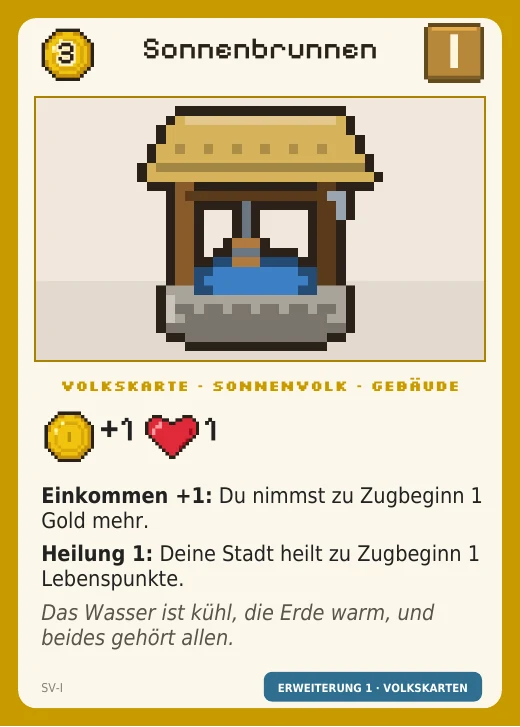 3
Sonnenbrunnen
I
VOLKSKARTE · SONNENVOLK · GEBÄUDE
+1 1
Einkommen +1: Du nimmst zu Zugbeginn 1
Gold mehr.
Heilung 1: Deine Stadt heilt zu Zugbeginn 1
Lebenspunkte.
Das Wasser ist kühl, die Erde warm, und
beides gehört allen.
SV-I
ERWEITERUNG 1 · VOLKSKARTEN